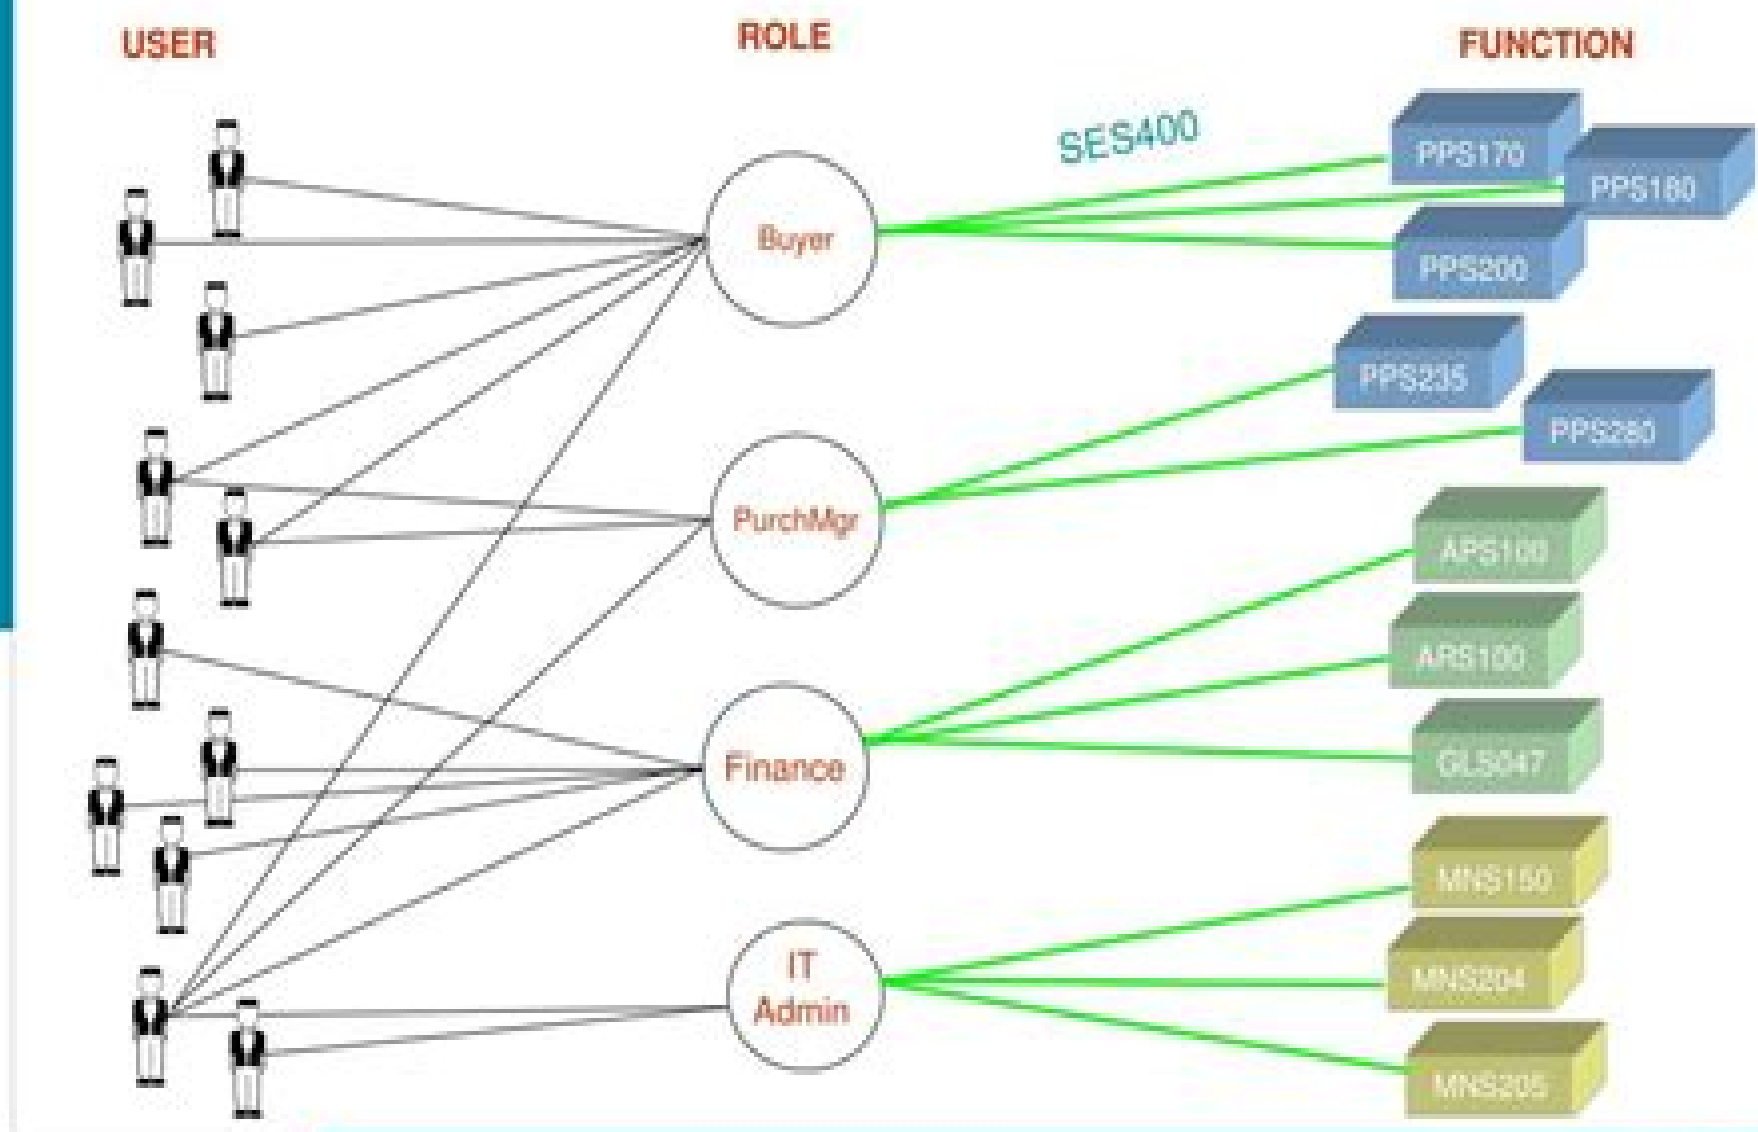 USER
ROLE
FUNCTION
SES400
PPS170
PPS180
Buyer
PPS200
PPS235
PPS280
PurchMgr
APS100
ARS100
Finance
GLS047
MNS150
IT
Admin
MNS204
MNS205